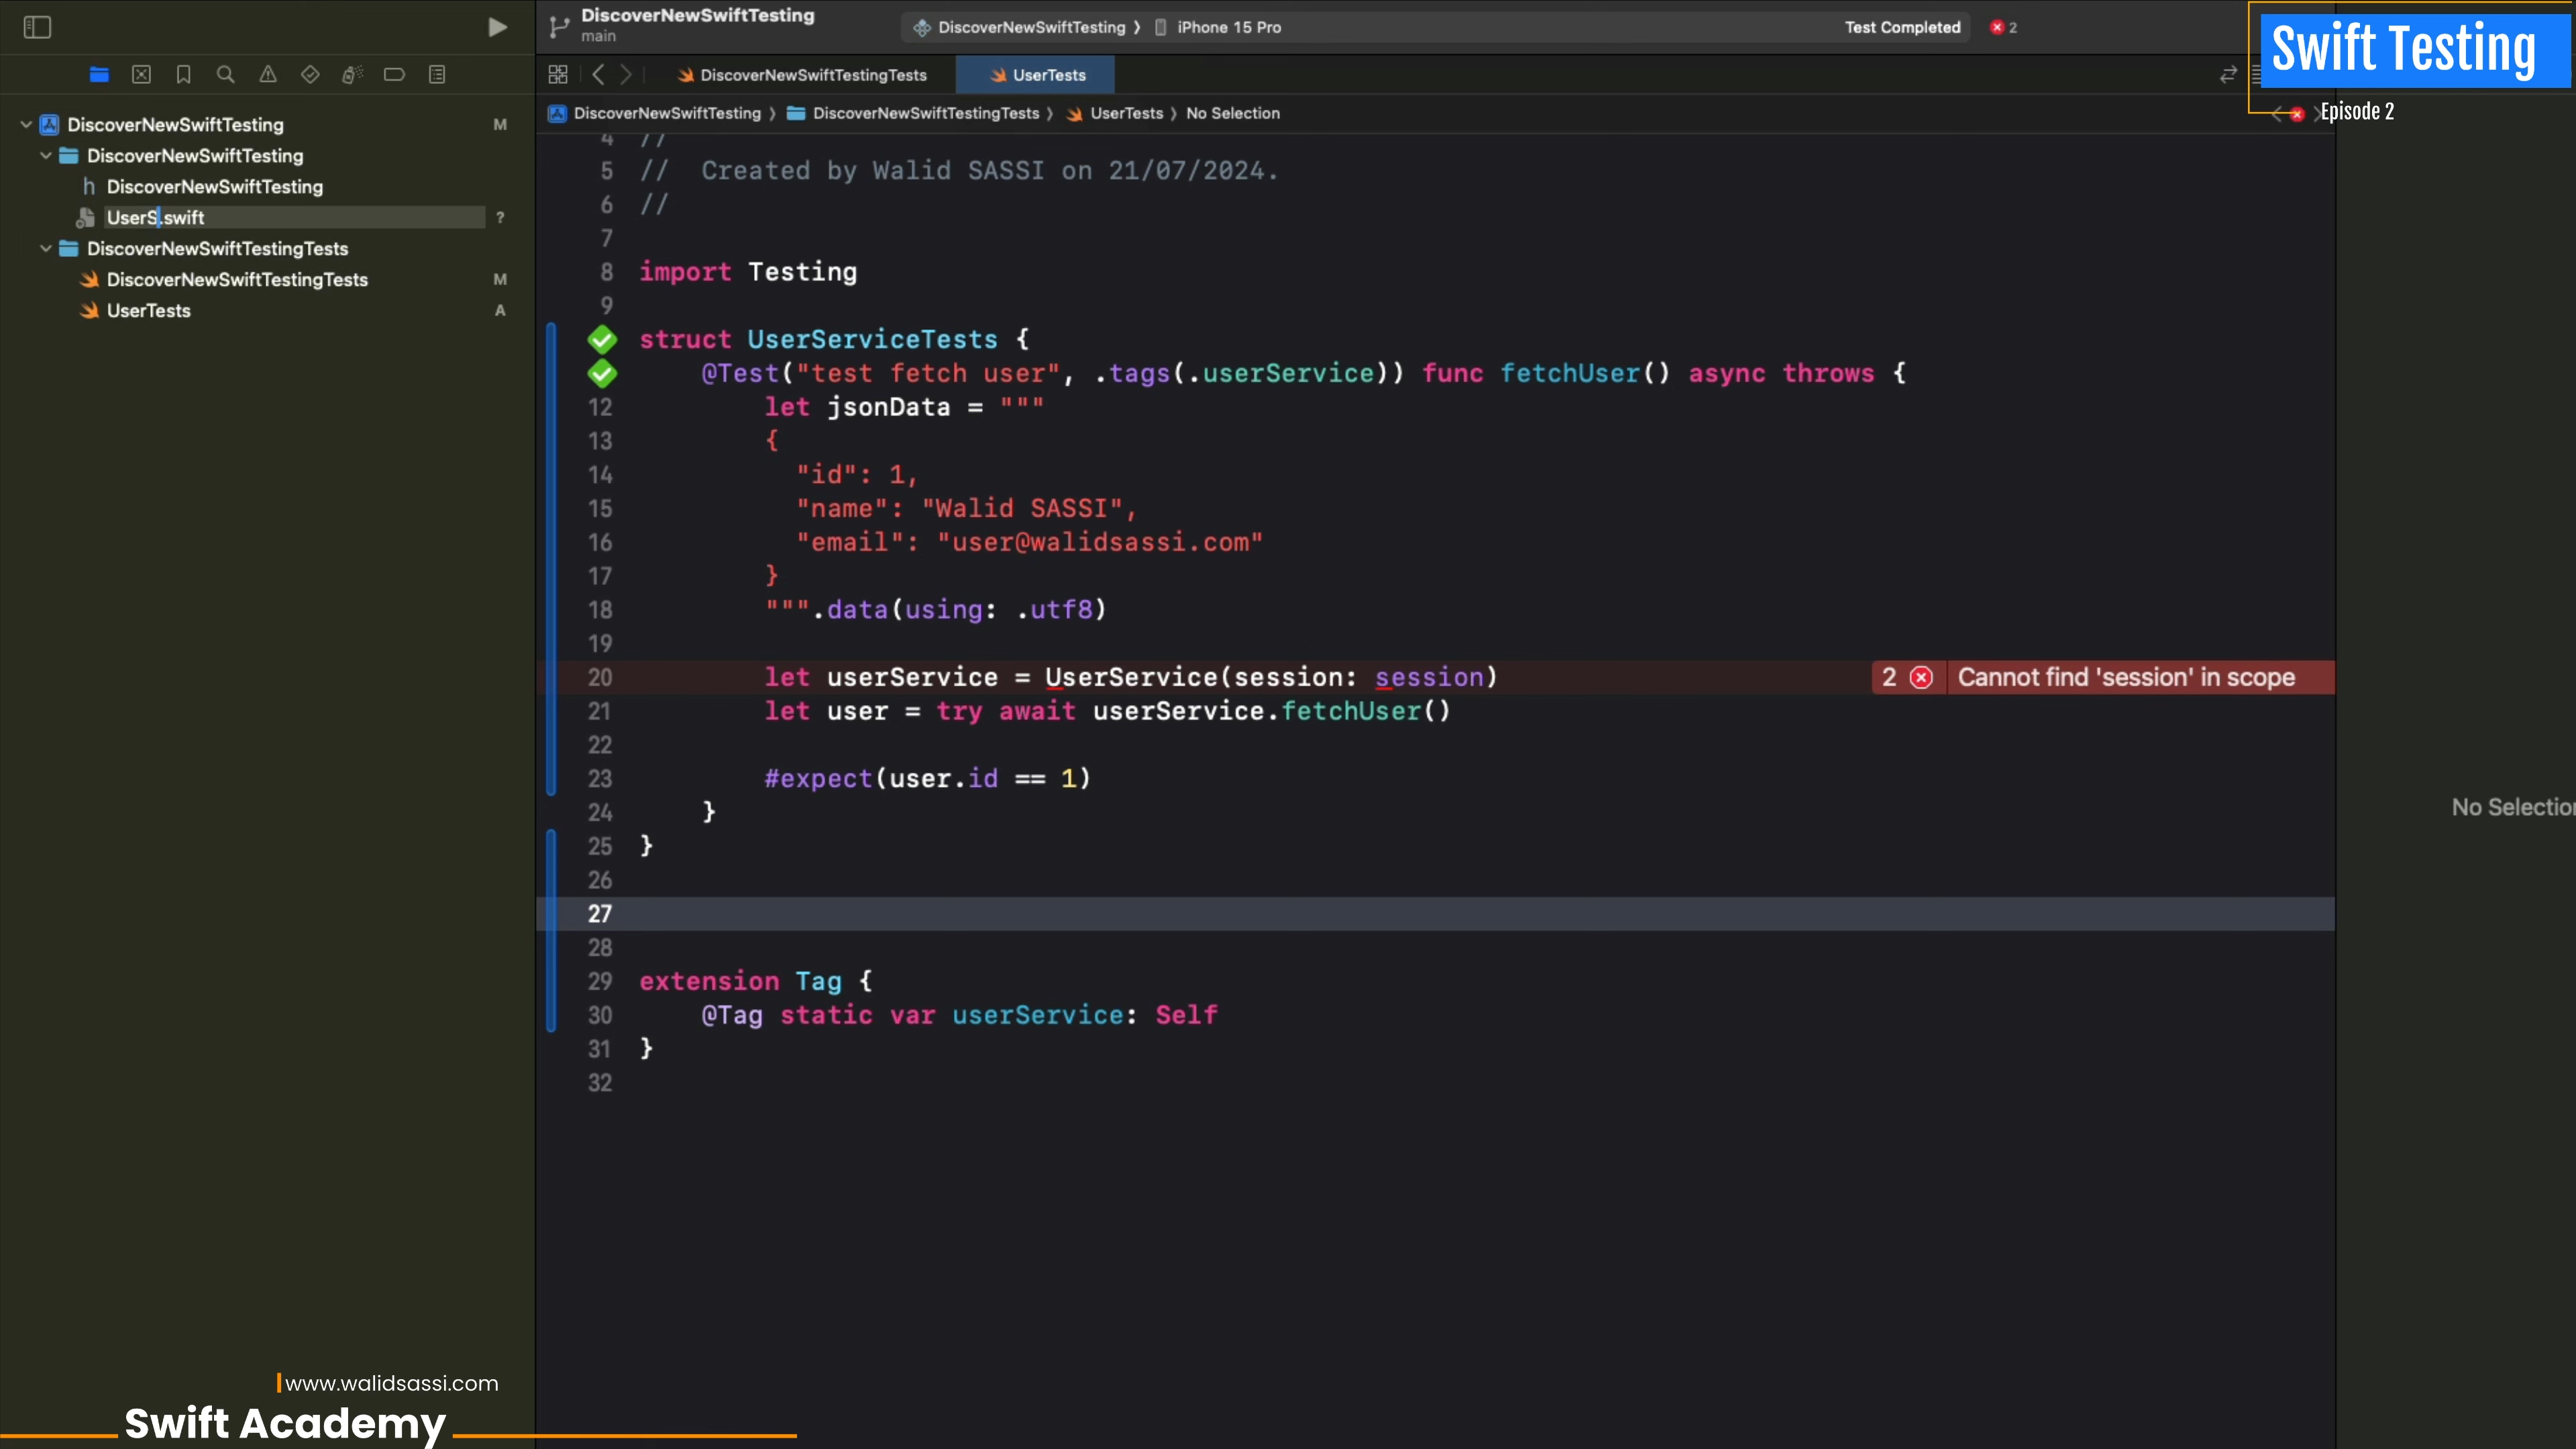 DiscoverNewSwiftTesting
main
DiscoverNewSwiftTesting 〉 iPhone 15 Pro
Test Completed
2
Swift Testing
Episode 2
DiscoverNewSwiftTestingTests
UserTests
DiscoverNewSwiftTesting 〉 DiscoverNewSwiftTestingTests 〉 UserTests 〉 No Selection
DiscoverNewSwiftTesting M
DiscoverNewSwiftTesting
h DiscoverNewSwiftTesting
UserS.swift ?
DiscoverNewSwiftTestingTests
DiscoverNewSwiftTestingTests M
UserTests A
4 //
5 //  Created by Walid SASSI on 21/07/2024.
6 //
7
8 import Testing
9
struct UserServiceTests {
@Test("test fetch user", .tags(.userService)) func fetchUser() async throws {
12 let jsonData = """
13 {
14 "id": 1,
15 "name": "Walid SASSI",
16 "email": "user@walidsassi.com"
17 }
18 """.data(using: .utf8)
19
20 let userService = UserService(session: session)
2 Cannot find 'session' in scope
21 let user = try await userService.fetchUser()
22
23 #expect(user.id == 1)
24 }
25 }
26
27
28
29 extension Tag {
30 @Tag static var userService: Self
31 }
32
No Selection
www.walidsassi.com
Swift Academy